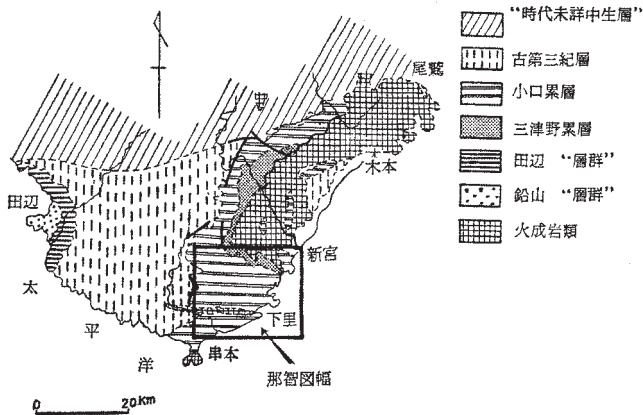 “時代未詳中生層”
古第三紀層
小口累層
三津野累層
田辺 “層群”
鉛山 “層群”
火成岩類
尾鷲
木本
田辺
新宮
太
平
洋
下里
串本
那智図幅
0 20KM